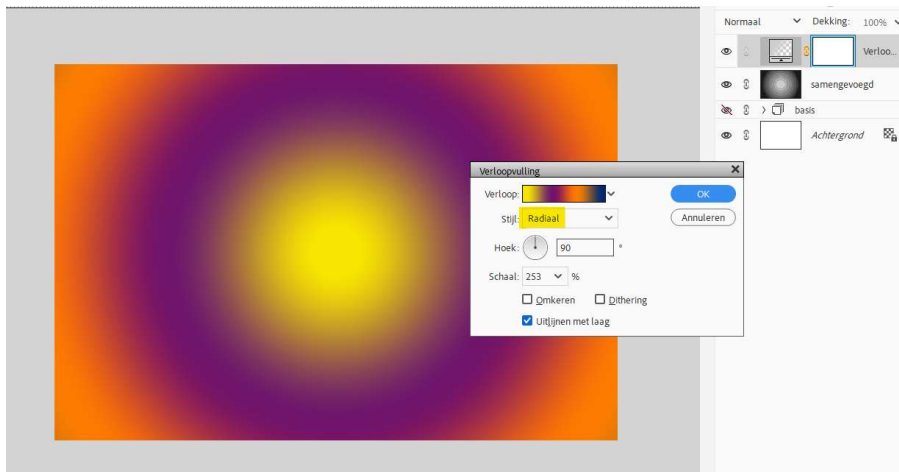 Normaal Dekking: 100%
Verloo...
samengevoegd
basis
Achtergrond
Verloopvulling
Verloop:
OK
Stijl: Radiaal
Annuleren
Hoek: 90 °
Schaal: 253 %
Omkeren Dithering
Uitlijnen met laag